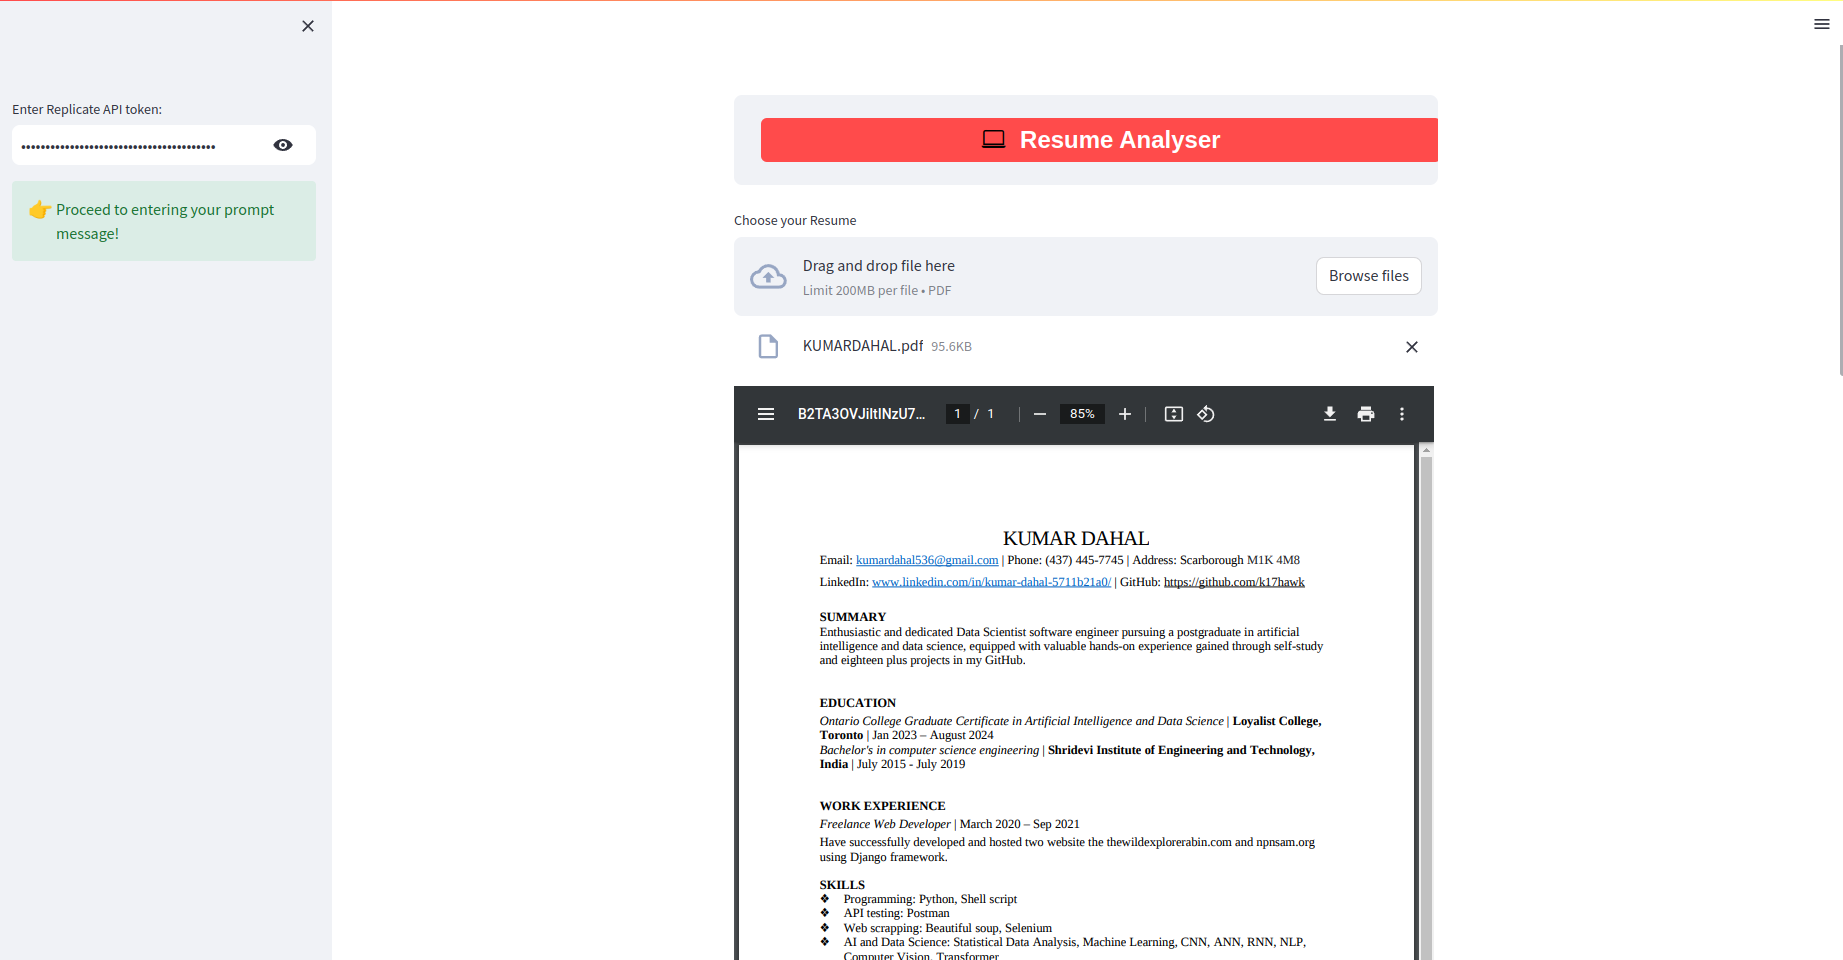 Enter Replicate API token:
👉 Proceed to entering your prompt
message!
Resume Analyser
Choose your Resume
Drag and drop file here
Limit 200MB per file • PDF
Browse files
KUMARDAHAL.pdf 95.6KB
B2TA3OVJiltINzU7... 1 / 1 85%
KUMAR DAHAL
Email: kumardahal536@gmail.com | Phone: (437) 445-7745 | Address: Scarborough M1K 4M8
LinkedIn: www.linkedin.com/in/kumar-dahal-5711b21a0/ | GitHub: https://github.com/k17hawk
SUMMARY
Enthusiastic and dedicated Data Scientist software engineer pursuing a postgraduate in artificial
intelligence and data science, equipped with valuable hands-on experience gained through self-study
and eighteen plus projects in my GitHub.
EDUCATION
Ontario College Graduate Certificate in Artificial Intelligence and Data Science | Loyalist College,
Toronto | Jan 2023 – August 2024
Bachelor's in computer science engineering | Shridevi Institute of Engineering and Technology,
India | July 2015 - July 2019
WORK EXPERIENCE
Freelance Web Developer | March 2020 – Sep 2021
Have successfully developed and hosted two website the thewildexplorerabin.com and npnsam.org
using Django framework.
SKILLS
❖ Programming: Python, Shell script
❖ API testing: Postman
❖ Web scrapping: Beautiful soup, Selenium
❖ AI and Data Science: Statistical Data Analysis, Machine Learning, CNN, ANN, RNN, NLP,
Computer Vision, Transformer